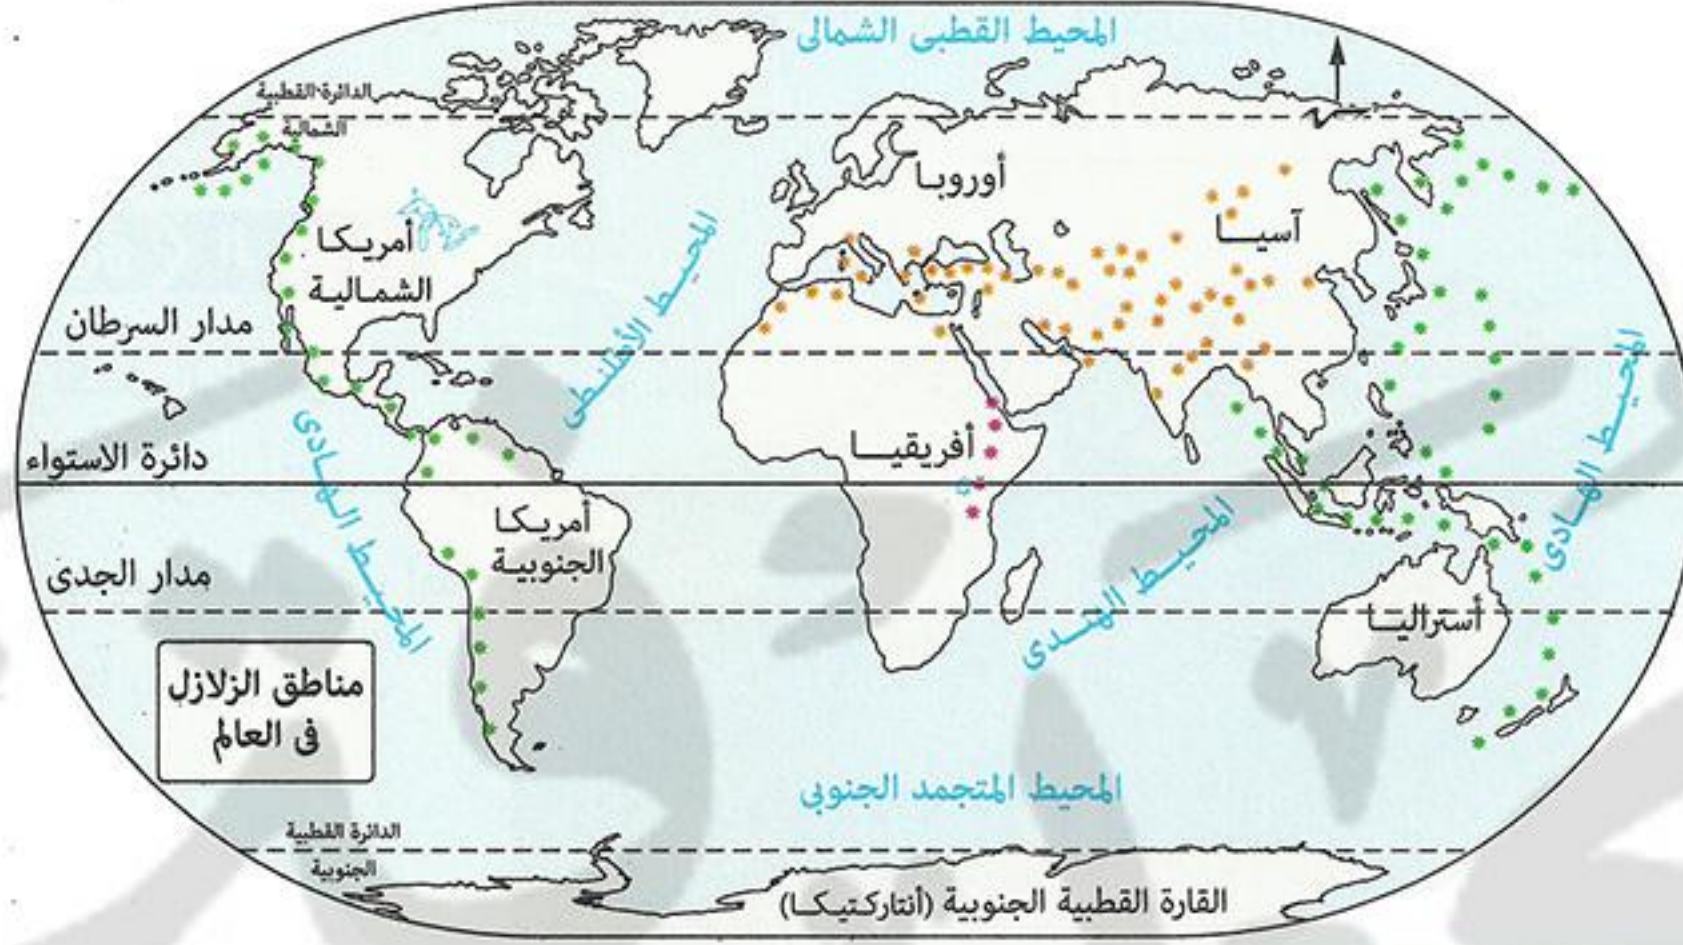 المحيط القطبى الشمالى
الدائرة القطبية
الشمالية
أوروبا
آسيا
أمريكا
الشمالية
المحيط الأطلنطى
مدار السرطان
المحيط الهادى
أفريقيا
دائرة الاستواء
المحيط الهادى
أمريكا
الجنوبية
المحيط الهندى
مدار الجدى
أستراليا
مناطق الزلازل
فى العالم
المحيط المتجمد الجنوبى
الدائرة القطبية
الجنوبية
القارة القطبية الجنوبية (أنتاركتيكا)